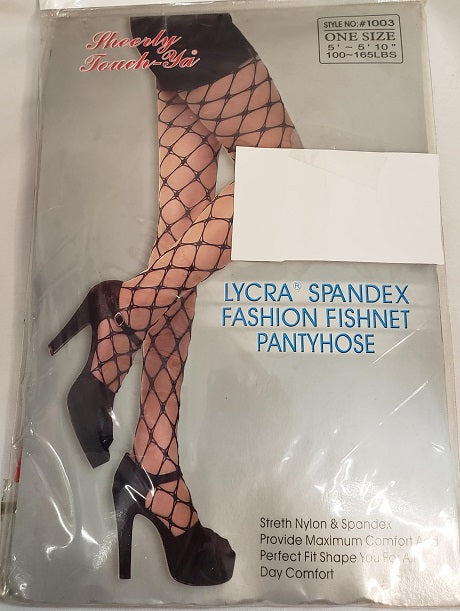 Sheerly
Touch-Ya
STYLE NO:#1003
ONE SIZE
5' ~ 5' 10"
100~165LBS
LYCRA® SPANDEX
FASHION FISHNET
PANTYHOSE
Streth Nylon & Spandex
Provide Maximum Comfort And
Perfect Fit Shape You For All
Day Comfort